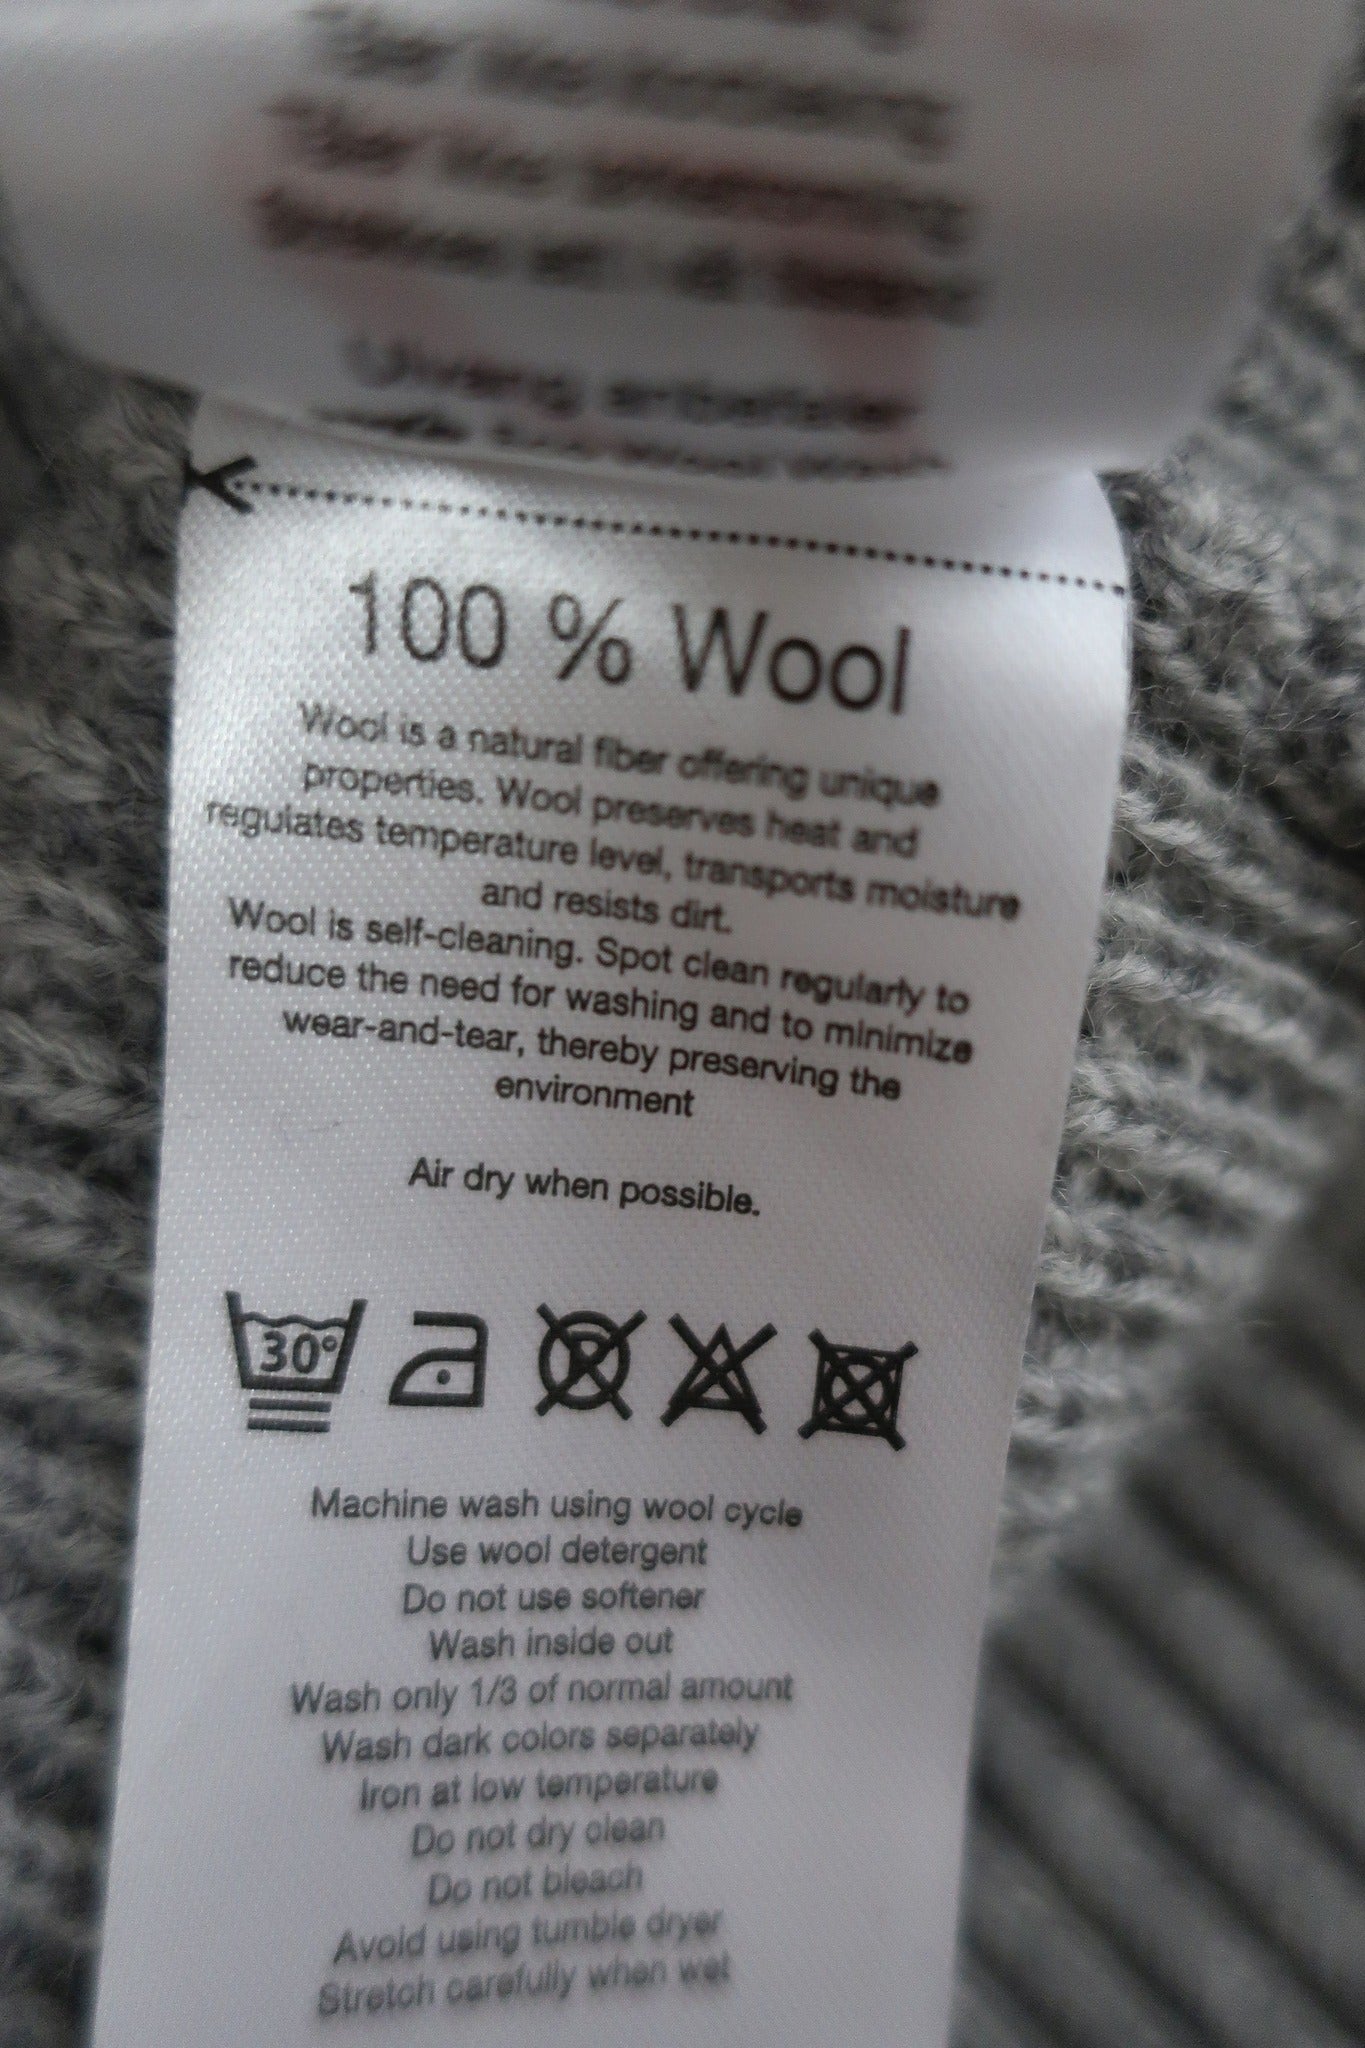 100 % Wool
Wool is a natural fiber offering unique
properties. Wool preserves heat and
regulates temperature level, transports moisture
and resists dirt.
Wool is self-cleaning. Spot clean regularly to
reduce the need for washing and to minimize
wear-and-tear, thereby preserving the
environment
Air dry when possible.
30°
Machine wash using wool cycle
Use wool detergent
Do not use softener
Wash inside out
Wash only 1/3 of normal amount
Wash dark colors separately
Iron at low temperature
Do not dry clean
Do not bleach
Avoid using tumble dryer
Stretch carefully when wet